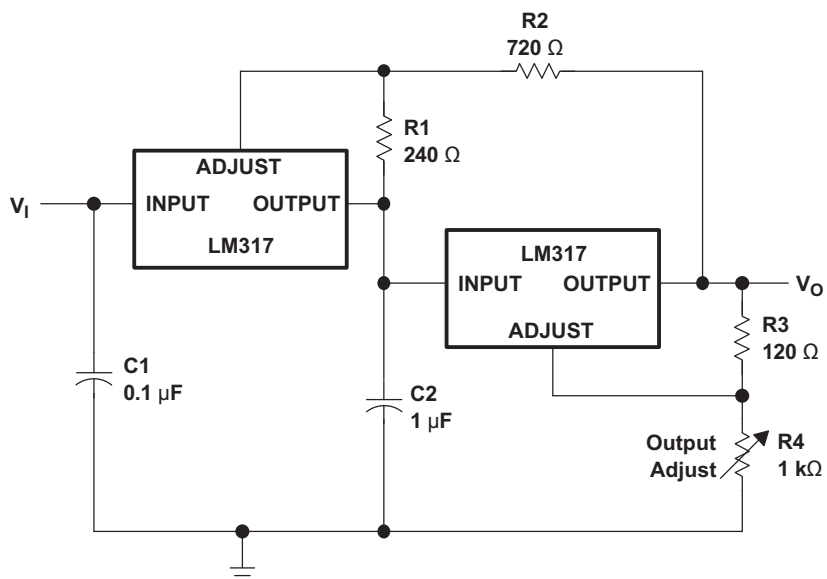 R2
720 Ω
R1
240 Ω
ADJUST
INPUT OUTPUT
LM317
V_I
LM317
INPUT OUTPUT
ADJUST
V_O
R3
120 Ω
C1
0.1 µF
C2
1 µF
Output
Adjust
R4
1 kΩ